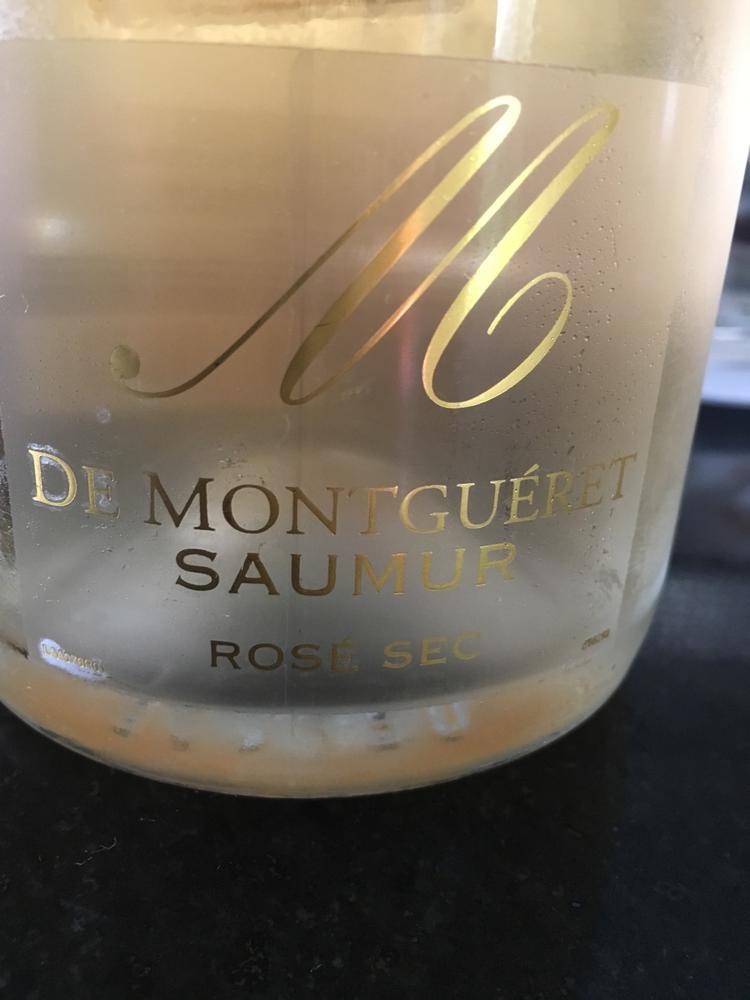 M
DE MONTGUÉRET
SAUMUR
ROSÉ SEC